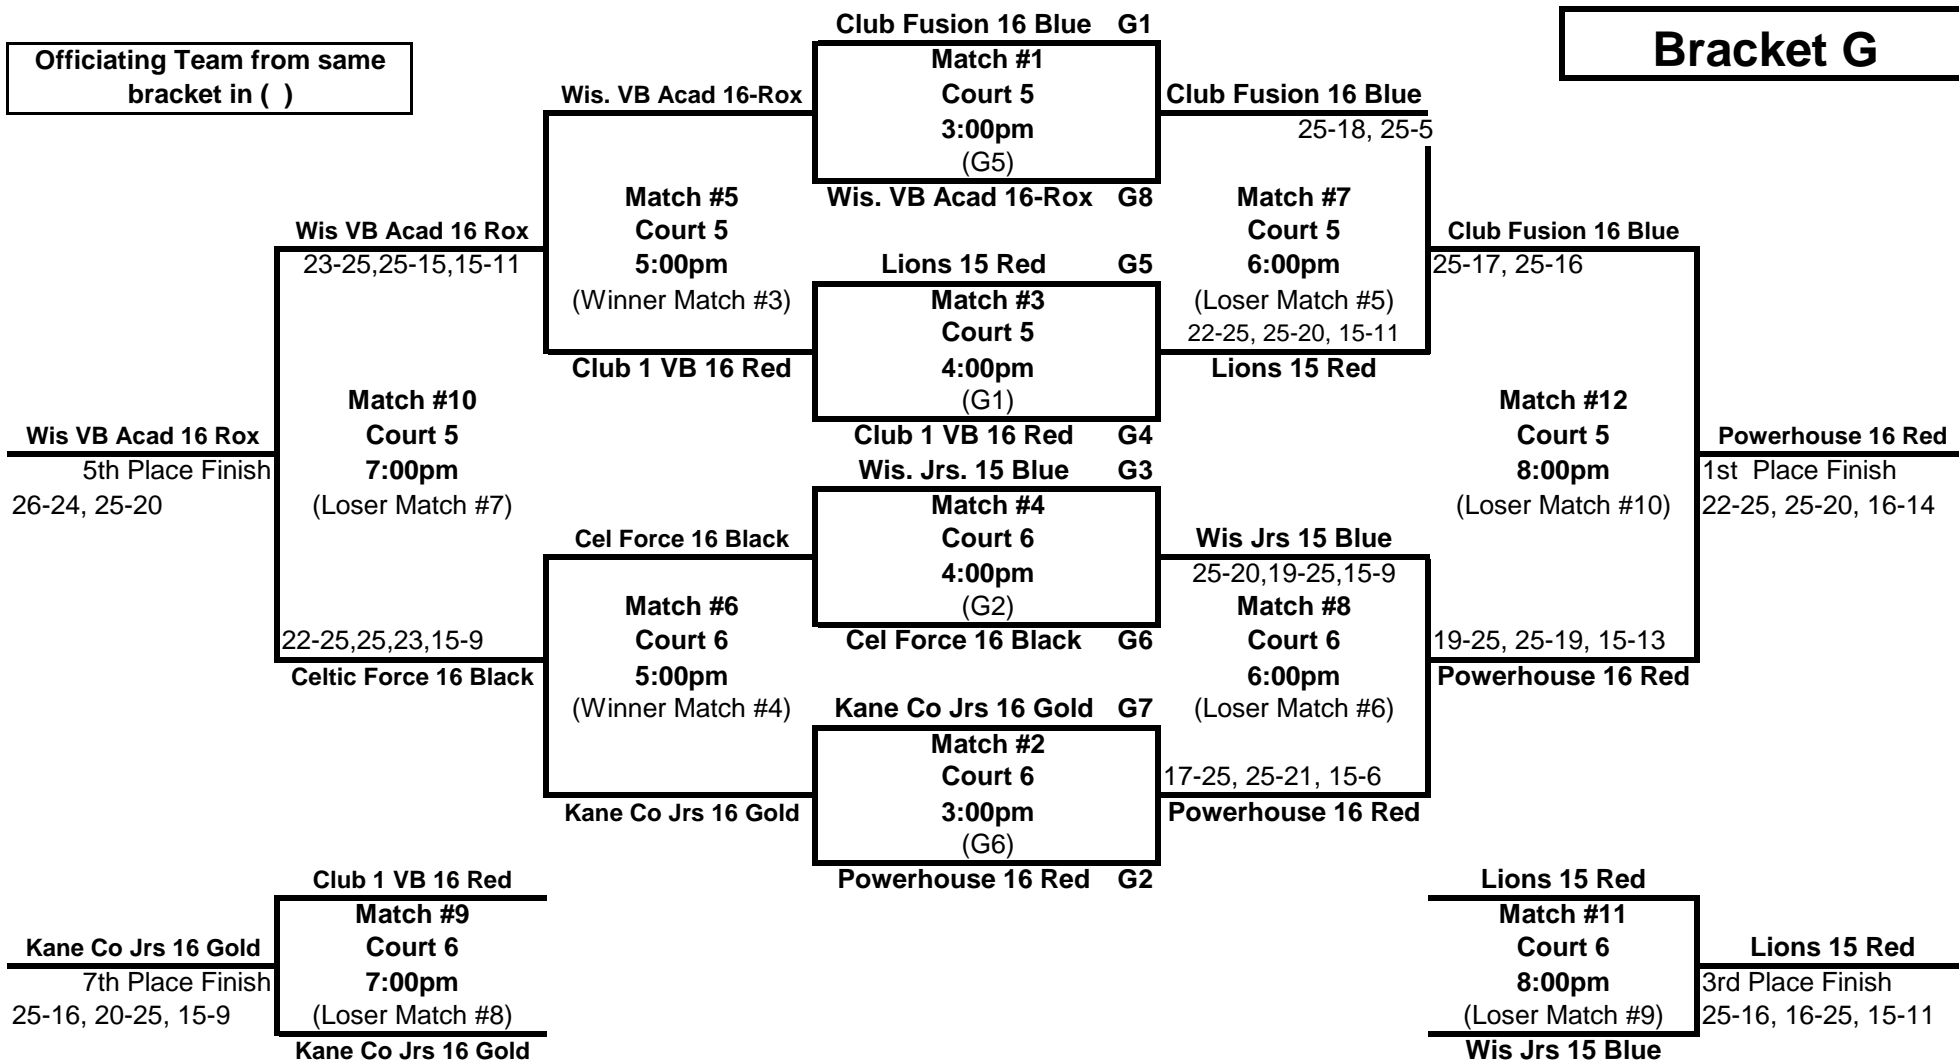 Club Fusion 16 Blue G1
Bracket G
Officiating Team from same
bracket in ( )
Match #1
Court 5
3:00pm
(G5)
Wis. VB Acad 16-Rox
Club Fusion 16 Blue
25-18, 25-5
Wis. VB Acad 16-Rox G8
Match #5
Court 5
5:00pm
(Winner Match #3)
Match #7
Court 5
6:00pm
(Loser Match #5)
Wis VB Acad 16 Rox
23-25,25-15,15-11
Club Fusion 16 Blue
25-17, 25-16
Lions 15 Red G5
Match #3
Court 5
4:00pm
(G1)
22-25, 25-20, 15-11
Club 1 VB 16 Red
Lions 15 Red
Club 1 VB 16 Red G4
Match #10
Court 5
7:00pm
(Loser Match #7)
Match #12
Court 5
8:00pm
(Loser Match #10)
Wis VB Acad 16 Rox
5th Place Finish
26-24, 25-20
Powerhouse 16 Red
1st  Place Finish
22-25, 25-20, 16-14
Wis. Jrs. 15 Blue G3
Match #4
Court 6
4:00pm
(G2)
Cel Force 16 Black
Wis Jrs 15 Blue
25-20,19-25,15-9
Cel Force 16 Black G6
Match #6
Court 6
5:00pm
(Winner Match #4)
Match #8
Court 6
6:00pm
(Loser Match #6)
22-25,25,23,15-9
Celtic Force 16 Black
19-25, 25-19, 15-13
Powerhouse 16 Red
Kane Co Jrs 16 Gold G7
Match #2
Court 6
3:00pm
(G6)
17-25, 25-21, 15-6
Kane Co Jrs 16 Gold
Powerhouse 16 Red
Powerhouse 16 Red G2
Club 1 VB 16 Red
Match #9
Court 6
7:00pm
(Loser Match #8)
Kane Co Jrs 16 Gold
Kane Co Jrs 16 Gold
7th Place Finish
25-16, 20-25, 15-9
Lions 15 Red
Match #11
Court 6
8:00pm
(Loser Match #9)
Wis Jrs 15 Blue
Lions 15 Red
3rd Place Finish
25-16, 16-25, 15-11